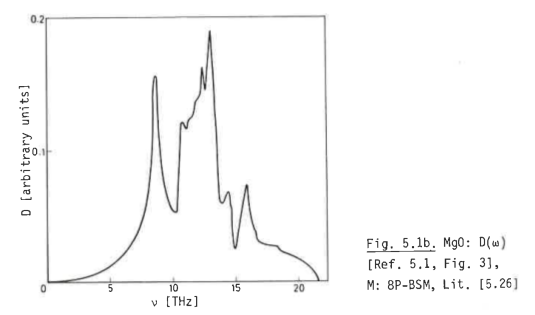 0.2
0.1
D [arbitrary units]
0
5
10
15
20
ν [THz]
Fig. 5.1b. MgO: D(ω)
[Ref. 5.1, Fig. 3],
M: 8P-BSM, Lit. [5.26]